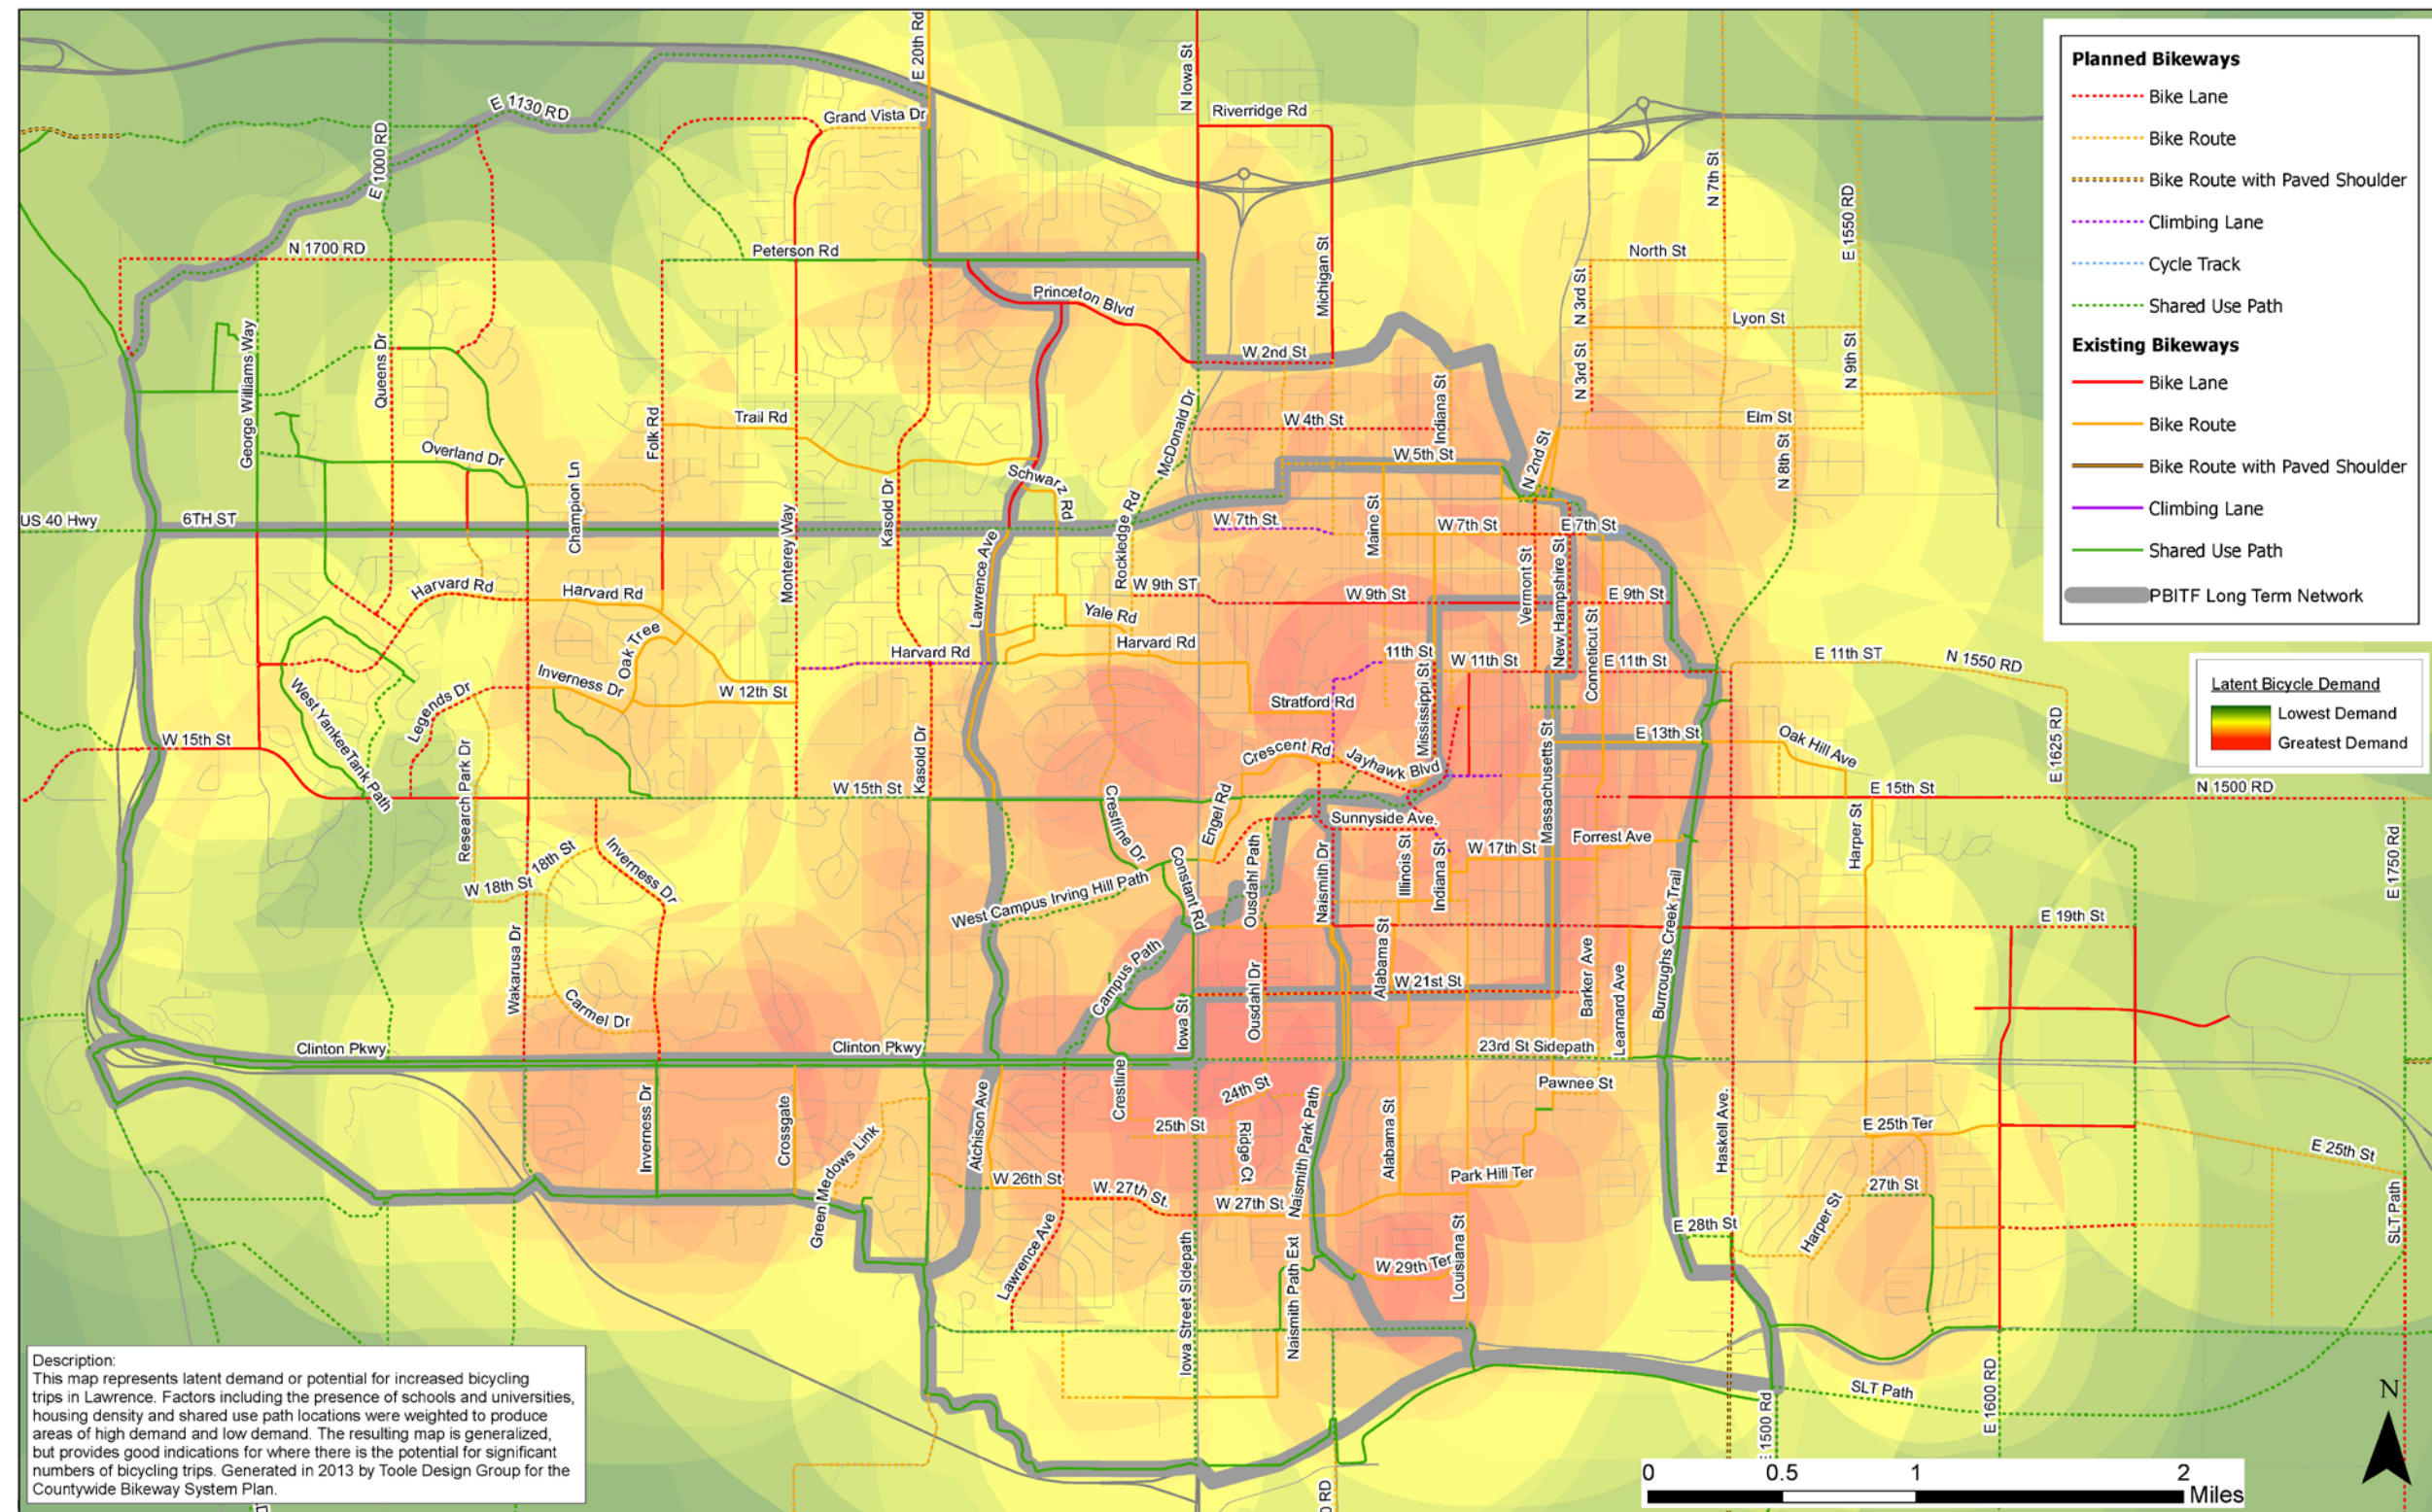 E 20th Rd
N Iowa St
Riverridge Rd
Grand Vista Dr
E 1130 RD
E 1000 RD
N 7th St
E 1550 RD
N 1700 RD
Peterson Rd
North St
Michigan St
N 3rd St
Princeton Blvd
Lyon St
George Williams Way
Queens Dr
W 2nd St
N 3rd St
N 9th St
McDonald Dr
Indiana St
Folk Rd
Trail Rd
W 4th St
Elm St
Overland Dr
Champion Ln
Kasold Dr
Schwarz Rd
W 5th St
N 2nd St
N 8th St
US 40 Hwy
6TH ST
Monterey Way
Rockledge Rd
W. 7th St.
Maine St
W 7th St
E 7th St
Lawrence Ave
Harvard Rd
Harvard Rd
W 9th ST
W 9th St
Vermont St
New Hampshire St
E 9th St
Yale Rd
Connecticut St
Oak Tree
Harvard Rd
Harvard Rd
11th St
W 11th St
E 11th St
E 11th ST
N 1550 RD
Inverness Dr
W 12th St
Legends Dr
West YankeeTank Path
Stratford Rd
Mississippi St
W 15th St
Research Park Dr
Kasold Dr
Crescent Rd
Jayhawk Blvd
Massachusetts St
E 13th St
Oak Hill Ave
E 1625 RD
W 15th St
Crestline Dr
Engel Rd
E 15th St
N 1500 RD
Sunnyside Ave.
Forrest Ave
Harper St
E 1750 Rd
W 18th St
18th St
Inverness Dr
Constant Rd
Ousdahl Path
Naismith Dr
Illinois St
Indiana St
W 17th St
West Campus Irving Hill Path
Burroughs Creek Trail
E 19th St
Wakarusa Dr
Campus Path
Alabama St
Barker Ave
Learnard Ave
Carmel Dr
Iowa St
Ousdahl Dr
W 21st St
Clinton Pkwy
Clinton Pkwy
23rd St Sidepath
Crestline
24th St
Pawnee St
Inverness Dr
Crossgate
Green Meadows Link
Atchison Ave
25th St
Ridge Ct
Naismith Park Path
Alabama St
Haskell Ave.
E 25th Ter
E 25th St
W 26th St
W. 27th St.
W 27th St
Park Hill Ter
27th St
Lawrence Ave
Iowa Street Sidepath
Naismith Path Ext
W 29th Ter
Louisiana St
E 28th St
Harper St
SLT Path
SLT Path
E 1500 Rd
E 1600 RD
Planned Bikeways
Bike Lane
Bike Route
Bike Route with Paved Shoulder
Climbing Lane
Cycle Track
Shared Use Path
Existing Bikeways
Bike Lane
Bike Route
Bike Route with Paved Shoulder
Climbing Lane
Shared Use Path
PBITF Long Term Network
Latent Bicycle Demand
Lowest Demand
Greatest Demand
Description:
This map represents latent demand or potential for increased bicycling
trips in Lawrence. Factors including the presence of schools and universities,
housing density and shared use path locations were weighted to produce
areas of high demand and low demand. The resulting map is generalized,
but provides good indications for where there is the potential for significant
numbers of bicycling trips. Generated in 2013 by Toole Design Group for the
Countywide Bikeway System Plan.
N
0 0.5 1 2
Miles